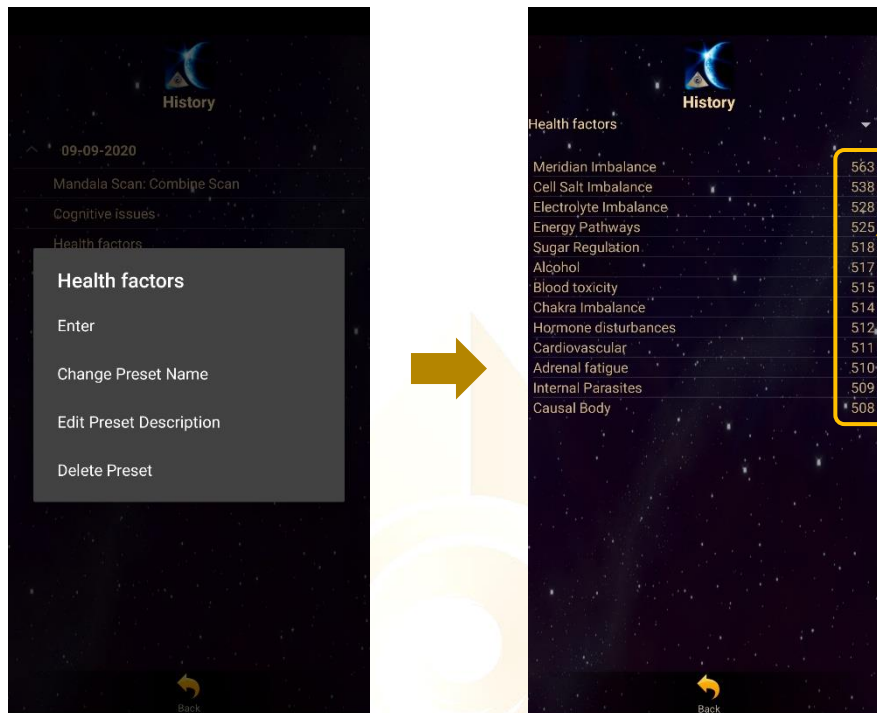 History
09-09-2020
Mandala Scan: Combine Scan
Cognitive issues
Health factors
Health factors
Enter
Change Preset Name
Edit Preset Description
Delete Preset
Back
History
Health factors
Meridian Imbalance 563
Cell Salt Imbalance 538
Electrolyte Imbalance 528
Energy Pathways 525
Sugar Regulation 518
Alcohol 517
Blood toxicity 515
Chakra Imbalance 514
Hormone disturbances 512
Cardiovascular 511
Adrenal fatigue 510
Internal Parasites 509
Causal Body 508
Back